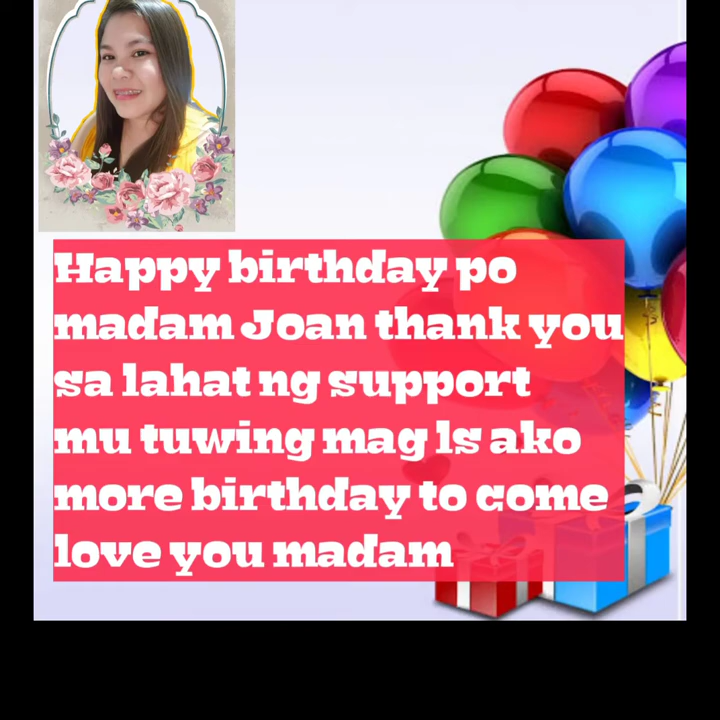 Happy birthday po
madam Joan thank you
sa lahat ng support
mu tuwing mag ls ako
more birthday to come
love you madam